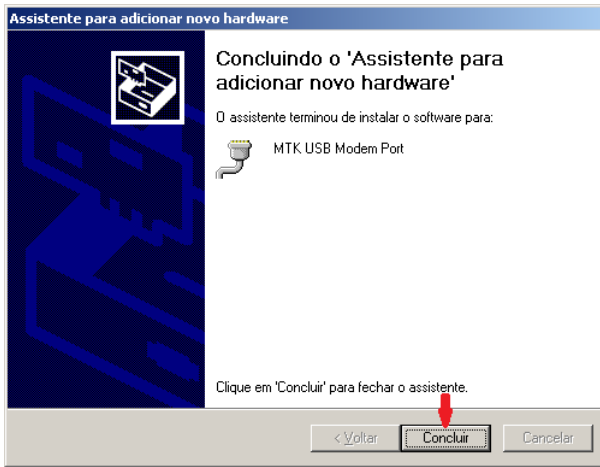 Assistente para adicionar novo hardware
Concluindo o 'Assistente para
adicionar novo hardware'
O assistente terminou de instalar o software para:
MTK USB Modem Port
Clique em 'Concluir' para fechar o assistente.
< Voltar
Concluir
Cancelar